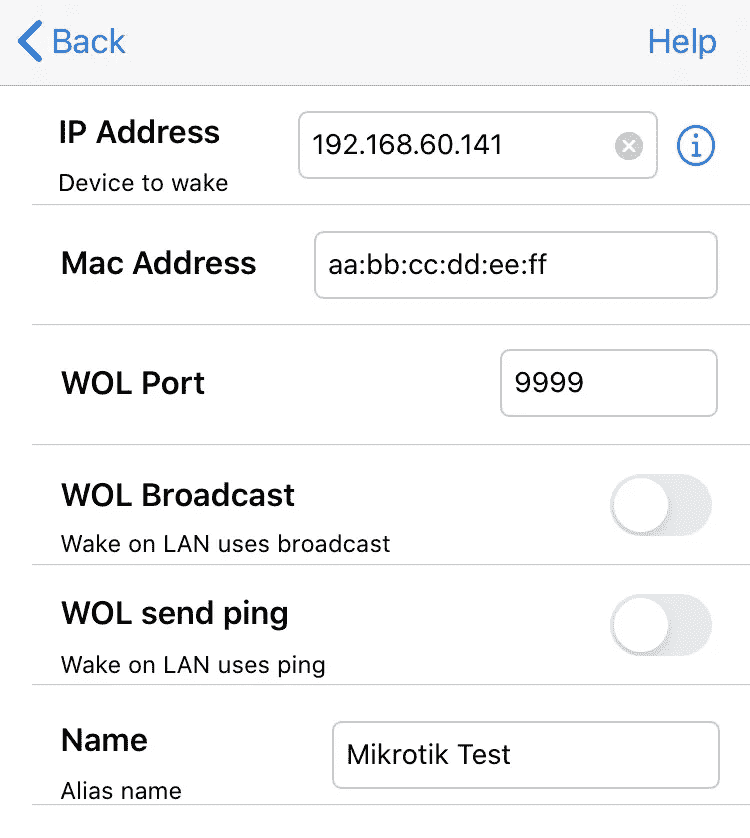 Back
Help
IP Address
192.168.60.141
Device to wake
Mac Address
aa:bb:cc:dd:ee:ff
WOL Port
9999
WOL Broadcast
Wake on LAN uses broadcast
WOL send ping
Wake on LAN uses ping
Name
Mikrotik Test
Alias name